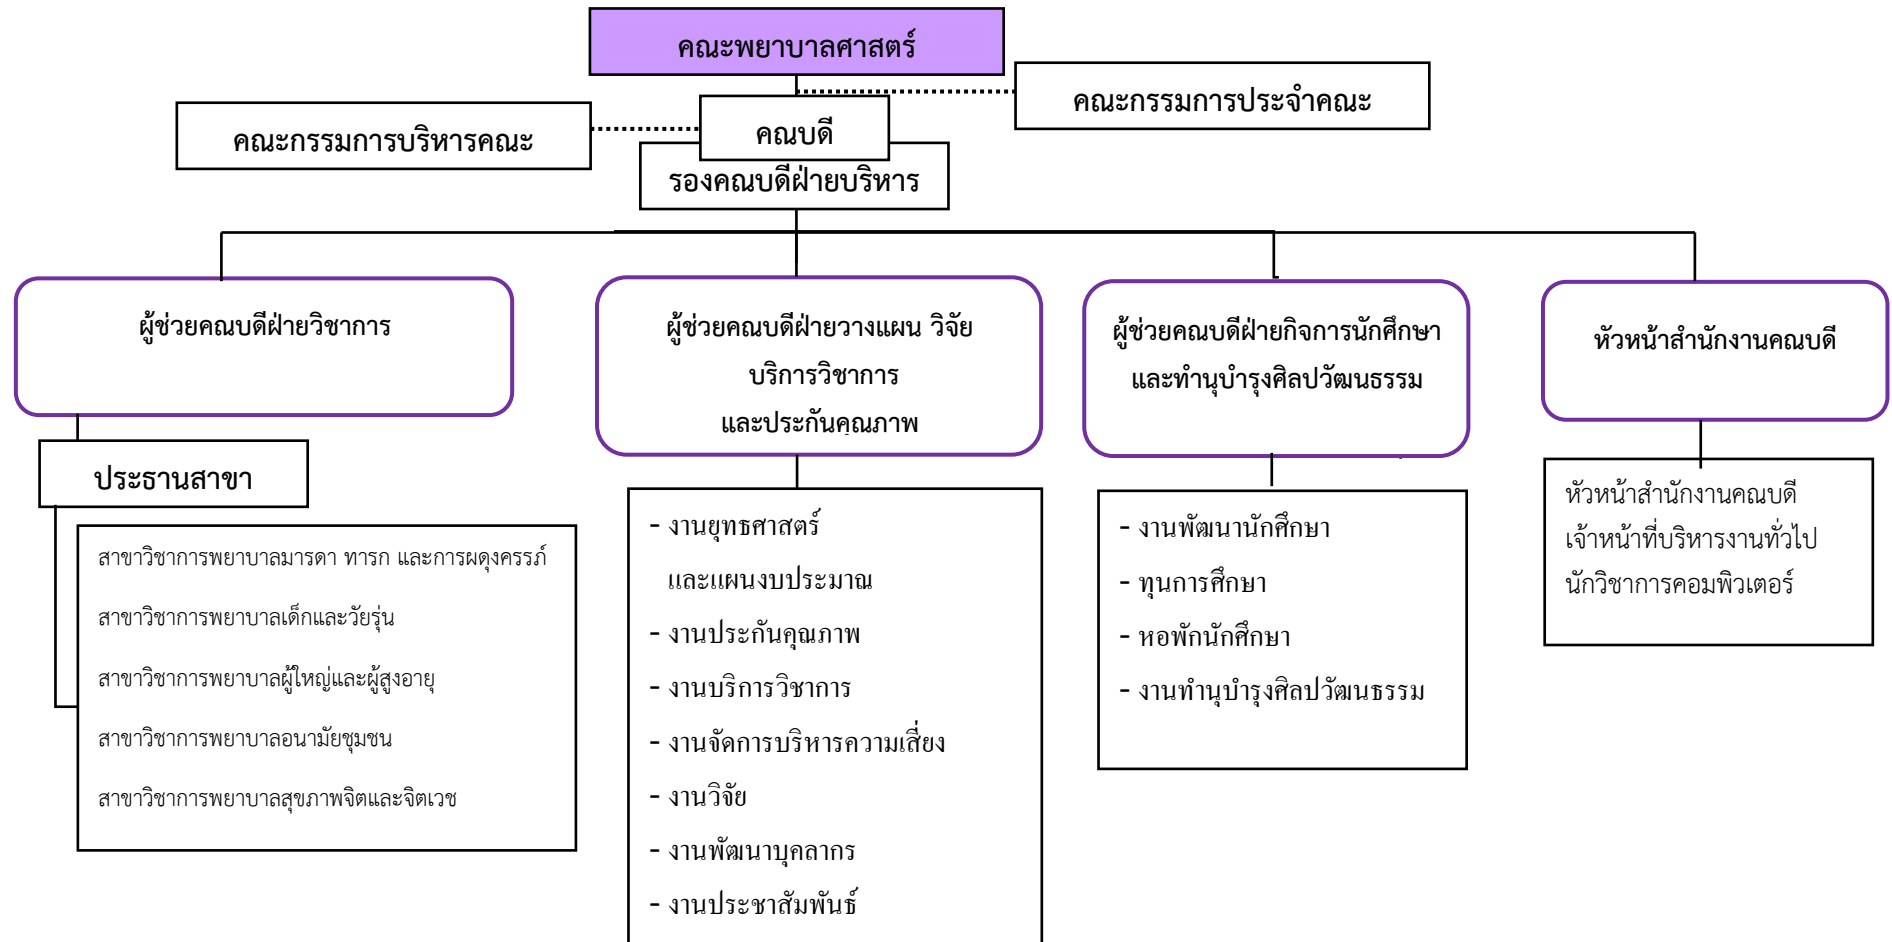 คณะพยาบาลศาสตร์
คณะกรรมการประจำคณะ
คณะกรรมการบริหารคณะ
คณบดี
รองคณบดีฝ่ายบริหาร
ผู้ช่วยคณบดีฝ่ายวิชาการ
ประธานสาขา
สาขาวิชาการพยาบาลมารดา ทารก และการผดุงครรภ์
สาขาวิชาการพยาบาลเด็กและวัยรุ่น
สาขาวิชาการพยาบาลผู้ใหญ่และผู้สูงอายุ
สาขาวิชาการพยาบาลอนามัยชุมชน
สาขาวิชาการพยาบาลสุขภาพจิตและจิตเวช
ผู้ช่วยคณบดีฝ่ายวางแผน วิจัย
บริการวิชาการ
และประกันคุณภาพ
- งานยุทธศาสตร์
และแผนงบประมาณ
- งานประกันคุณภาพ
- งานบริการวิชาการ
- งานจัดการบริหารความเสี่ยง
- งานวิจัย
- งานพัฒนาบุคลากร
- งานประชาสัมพันธ์
ผู้ช่วยคณบดีฝ่ายกิจการนักศึกษา
และทำนุบำรุงศิลปวัฒนธรรม
- งานพัฒนานักศึกษา
- ทุนการศึกษา
- หอพักนักศึกษา
- งานทำนุบำรุงศิลปวัฒนธรรม
หัวหน้าสำนักงานคณบดี
หัวหน้าสำนักงานคณบดี
เจ้าหน้าที่บริหารงานทั่วไป
นักวิชาการคอมพิวเตอร์